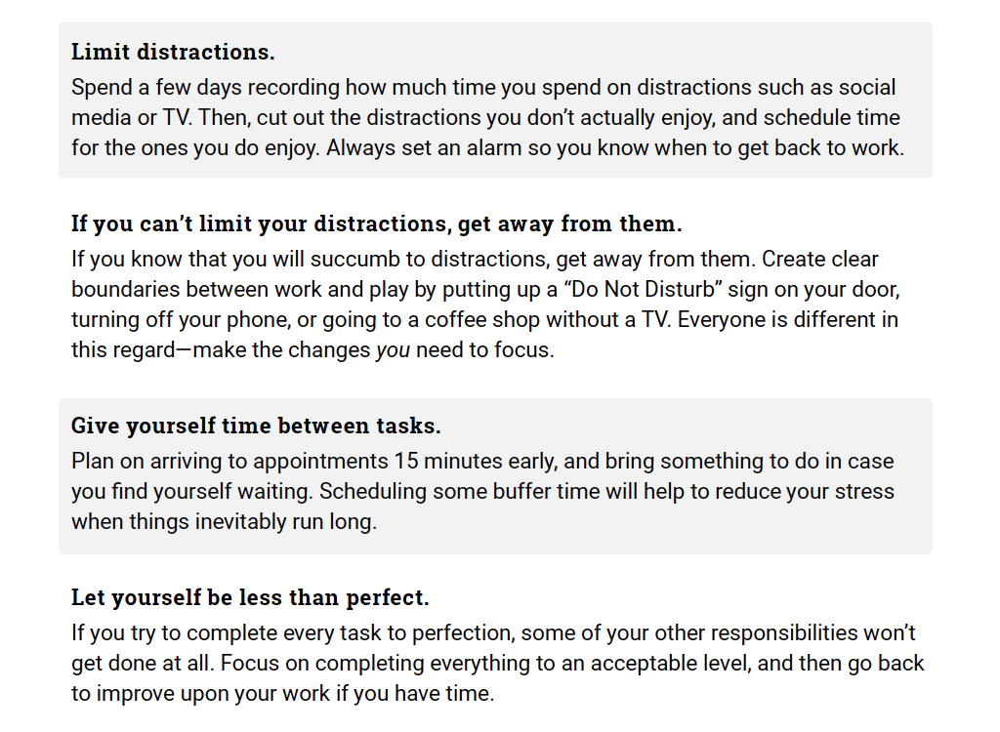 Limit distractions.
Spend a few days recording how much time you spend on distractions such as social
media or TV. Then, cut out the distractions you don’t actually enjoy, and schedule time
for the ones you do enjoy. Always set an alarm so you know when to get back to work.
If you can’t limit your distractions, get away from them.
If you know that you will succumb to distractions, get away from them. Create clear
boundaries between work and play by putting up a “Do Not Disturb” sign on your door,
turning off your phone, or going to a coffee shop without a TV. Everyone is different in
this regard—make the changes you need to focus.
Give yourself time between tasks.
Plan on arriving to appointments 15 minutes early, and bring something to do in case
you find yourself waiting. Scheduling some buffer time will help to reduce your stress
when things inevitably run long.
Let yourself be less than perfect.
If you try to complete every task to perfection, some of your other responsibilities won’t
get done at all. Focus on completing everything to an acceptable level, and then go back
to improve upon your work if you have time.